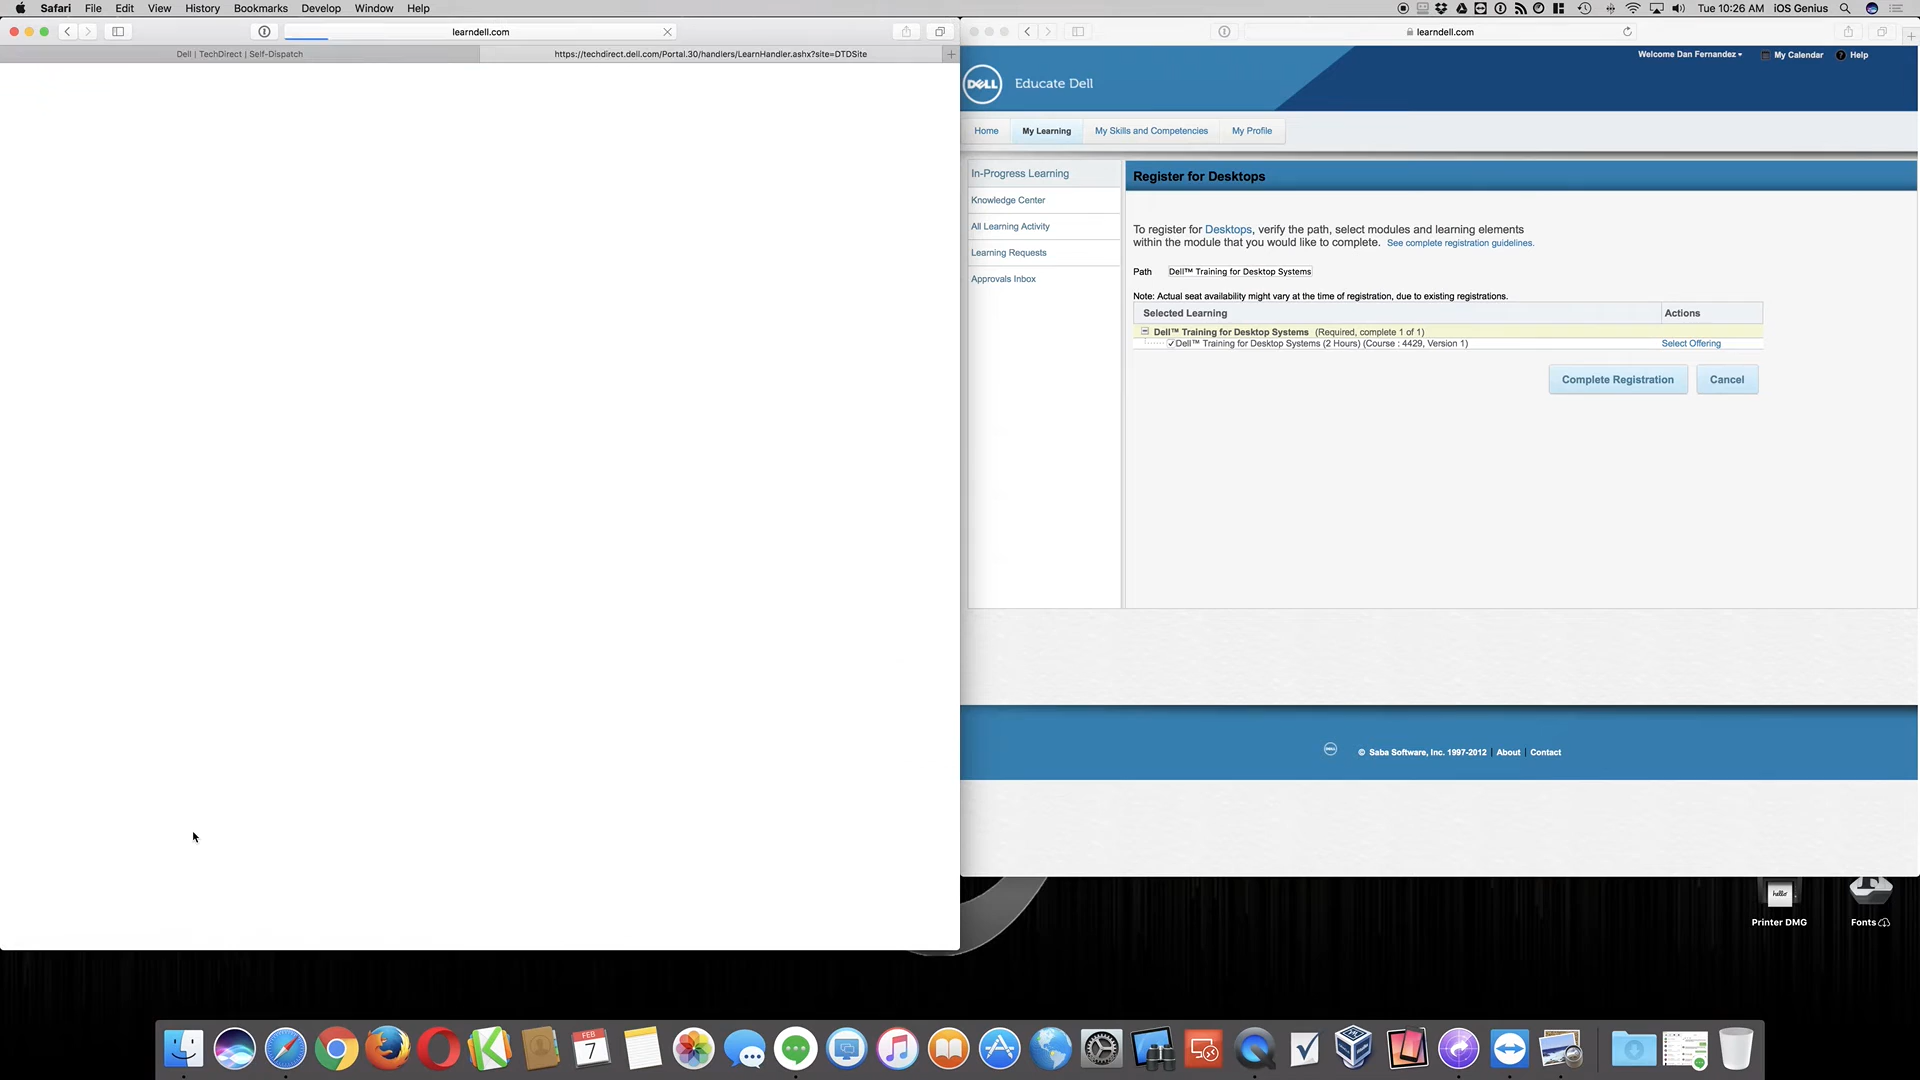 Safari File Edit View History Bookmarks Develop Window Help
Tue 10:26 AM iOS Genius
learndell.com
Dell | TechDirect | Self-Dispatch
https://techdirect.dell.com/Portal.30/handlers/LearnHandler.ashx?site=DTDSite
learndell.com
Welcome Dan Fernandez My Calendar Help
DELL Educate Dell
Home My Learning My Skills and Competencies My Profile
In-Progress Learning
Knowledge Center
All Learning Activity
Learning Requests
Approvals Inbox
Register for Desktops
To register for Desktops, verify the path, select modules and learning elements
within the module that you would like to complete. See complete registration guidelines.
Path Dell™ Training for Desktop Systems
Note: Actual seat availability might vary at the time of registration, due to existing registrations.
Selected Learning Actions
Dell™ Training for Desktop Systems (Required, complete 1 of 1)
Dell™ Training for Desktop Systems (2 Hours) (Course : 4429, Version 1) Select Offering
Complete Registration Cancel
© Saba Software, Inc. 1997-2012 | About | Contact
hello
Printer DMG Fonts
FEB
7